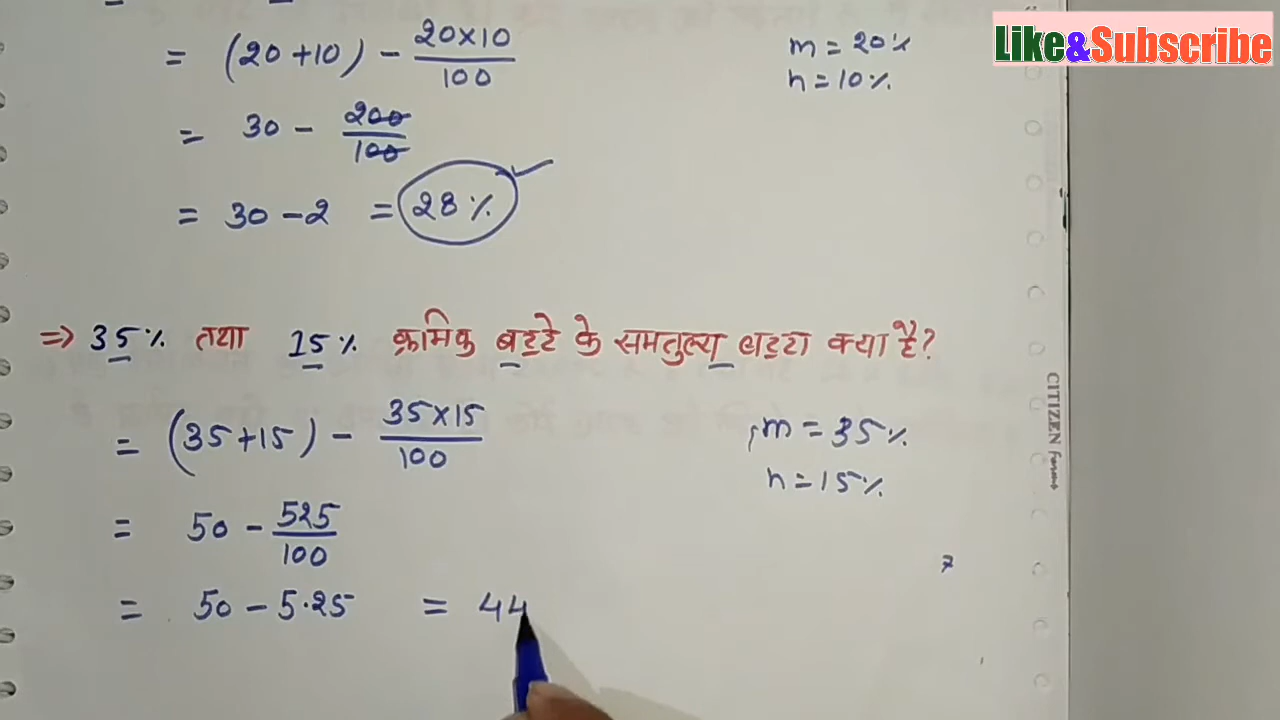 Like&Subscribe
= (20+10) - 20×10/100
m = 20%
n = 10%
= 30 - 200/100
= 30 - 2 = 28%
⇒ 35% तथा 15% क्रमिक बट्टे के समतुल्य बट्टा क्या है?
= (35+15) - 35×15/100
m = 35%
n = 15%
= 50 - 525/100
= 50 - 5.25 = 44
CITIZEN Forms